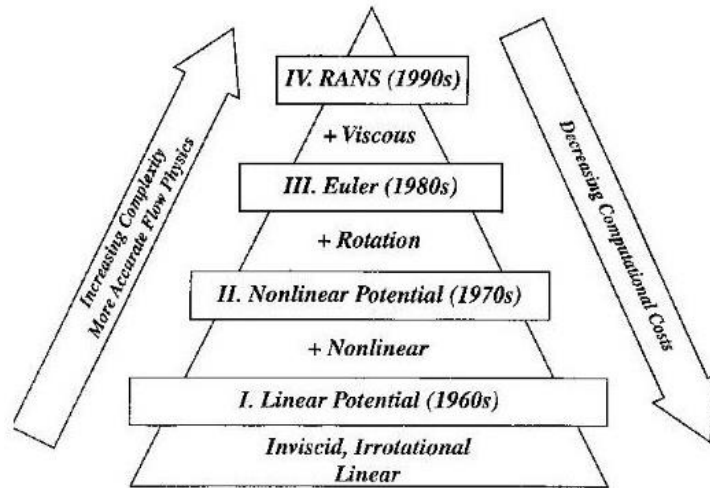 IV. RANS (1990s)
+ Viscous
III. Euler (1980s)
+ Rotation
II. Nonlinear Potential (1970s)
+ Nonlinear
I. Linear Potential (1960s)
Inviscid, Irrotational
Linear
Increasing Complexity
More Accurate Flow Physics
Decreasing Computational Costs